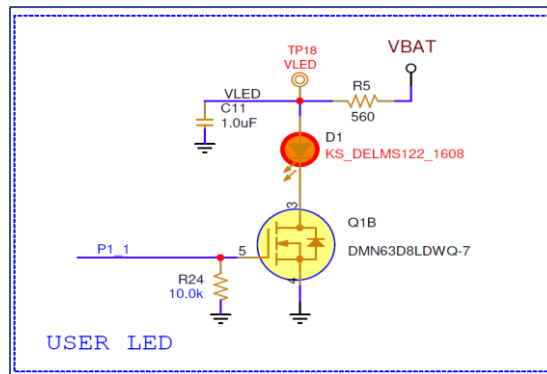 TP18
VLED
VBAT
VLED
R5
560
C11
1.0uF
D1
KS_DELMS122_1608
3
Q1B
DMN63D8LDWQ-7
P1_1
5
4
R24
10.0k
USER LED